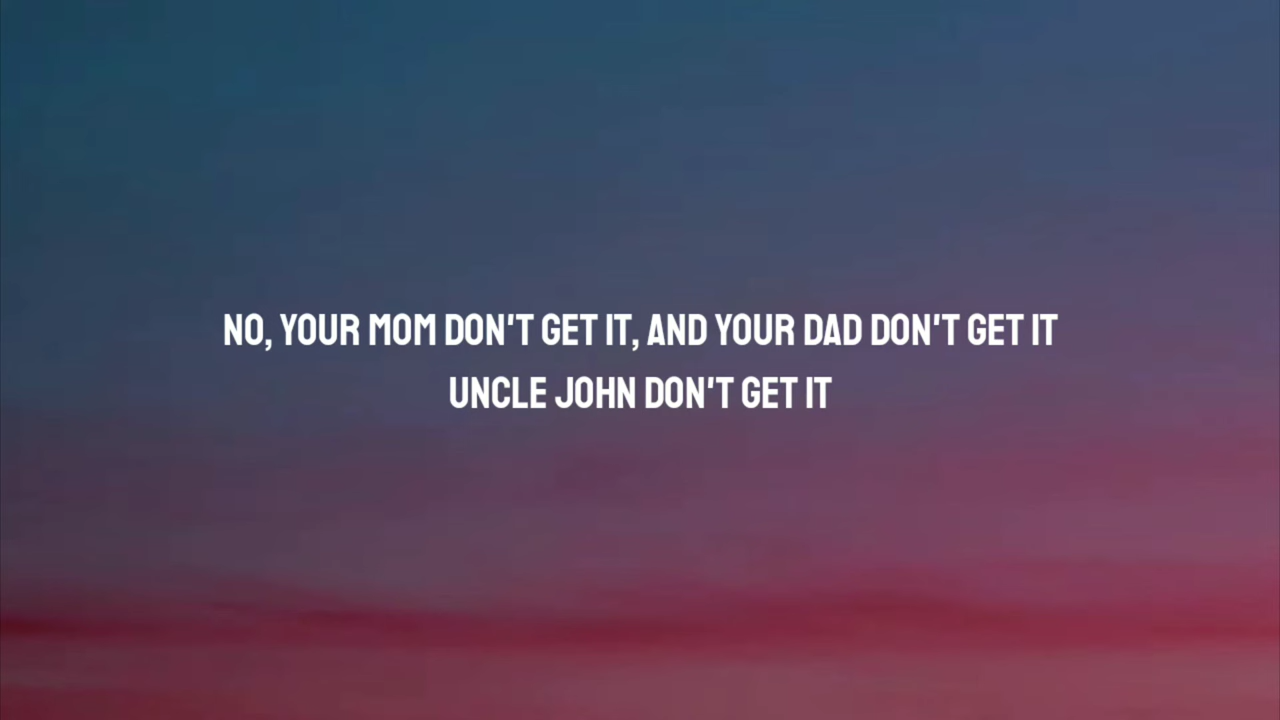 NO, YOUR MOM DON'T GET IT, AND YOUR DAD DON'T GET IT
UNCLE JOHN DON'T GET IT